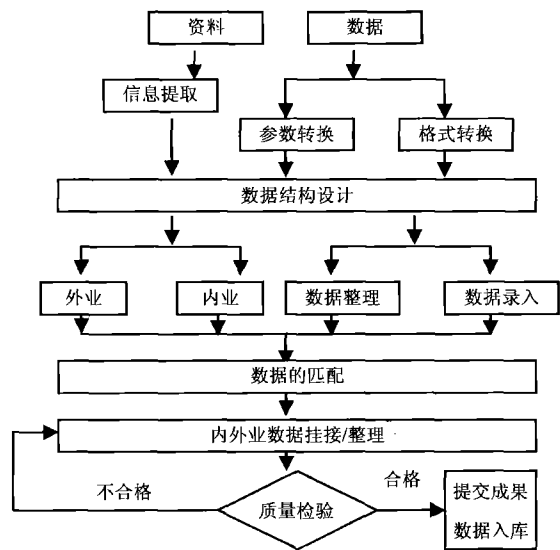 资料
数据
信息提取
参数转换
格式转换
数据结构设计
外业
内业
数据整理
数据录入
数据的匹配
内外业数据挂接/整理
不合格
质量检验
合格
提交成果
数据入库